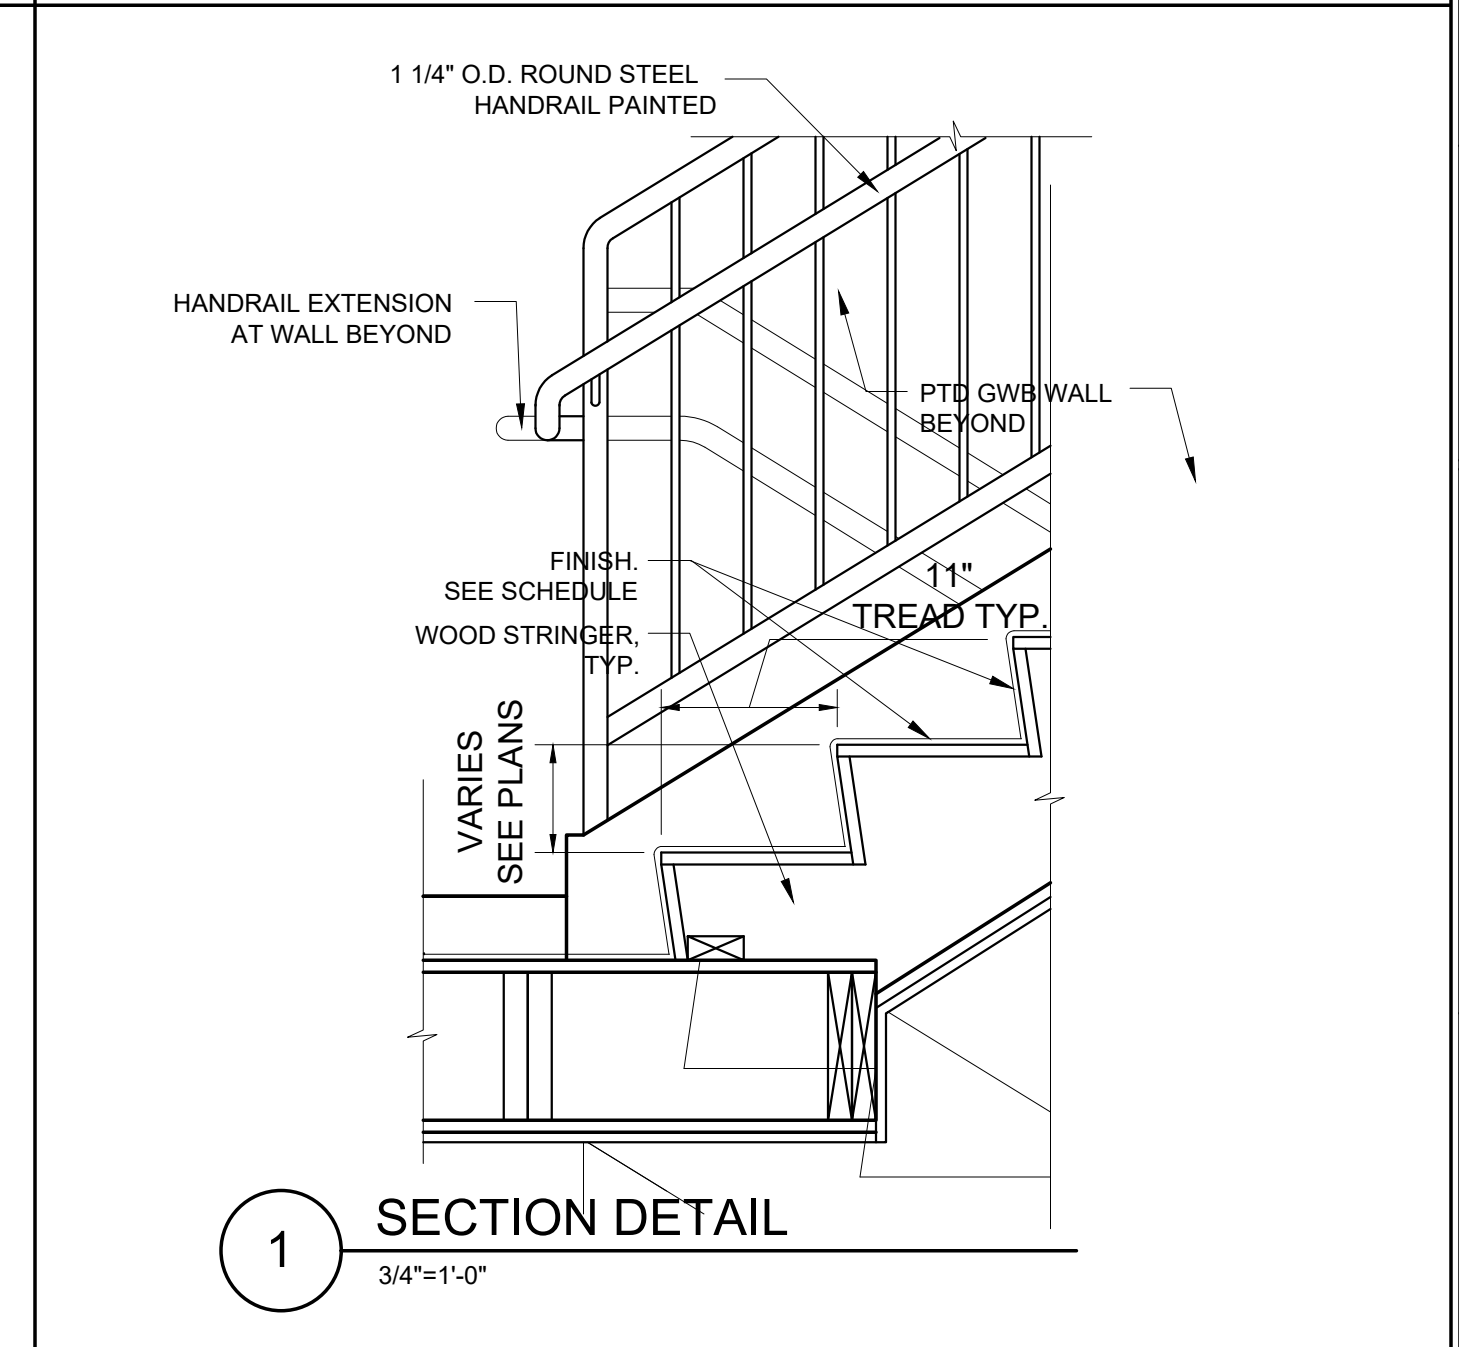 1 1/4" O.D. ROUND STEEL
HANDRAIL PAINTED
HANDRAIL EXTENSION
AT WALL BEYOND
PTD GWB WALL
BEYOND
FINISH.
SEE SCHEDULE
11"
TREAD TYP.
WOOD STRINGER,
TYP.
VARIES
SEE PLANS
1
SECTION DETAIL
3/4"=1'-0"